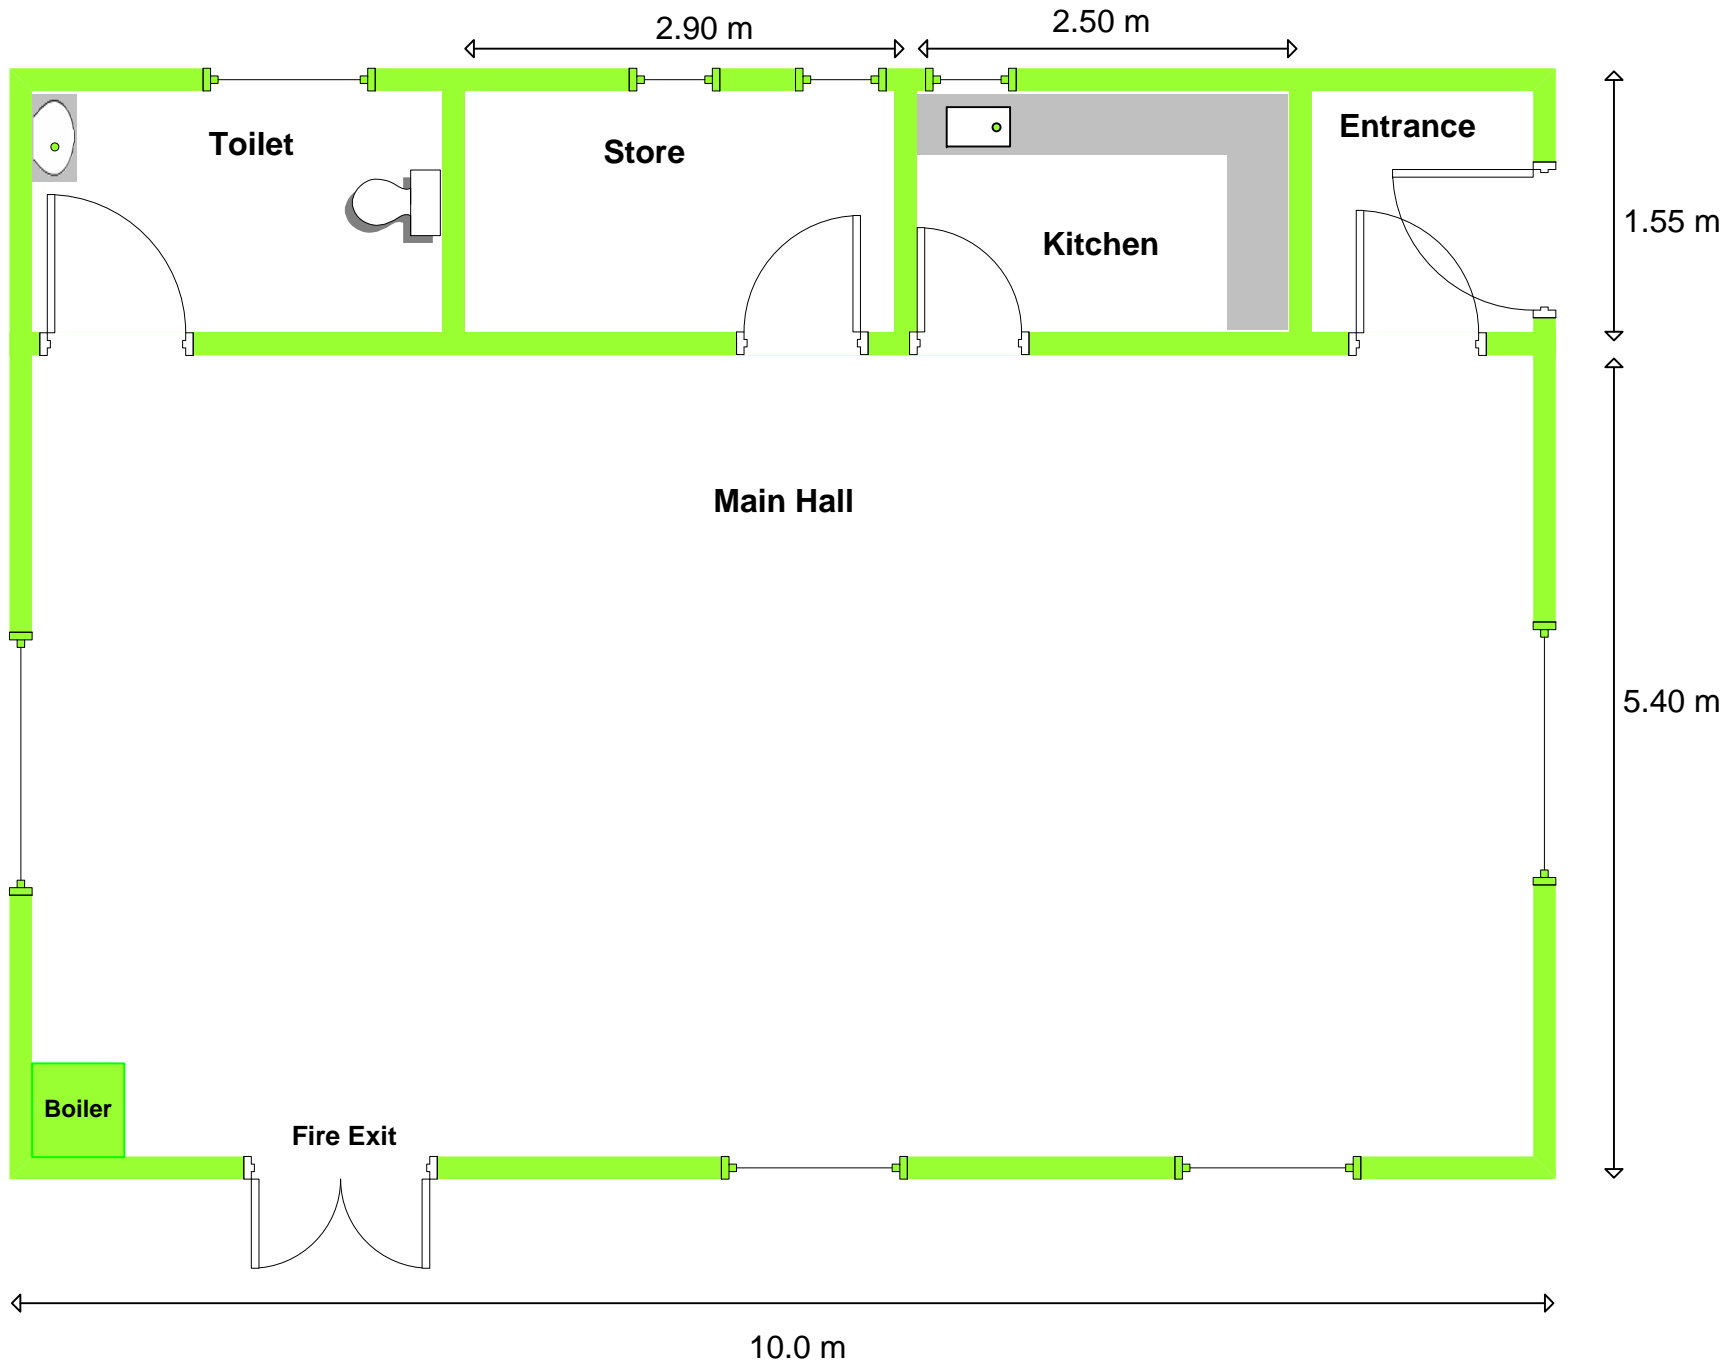 2.90 m
2.50 m
Toilet
Store
Entrance
Kitchen
1.55 m
Main Hall
5.40 m
Boiler
Fire Exit
10.0 m